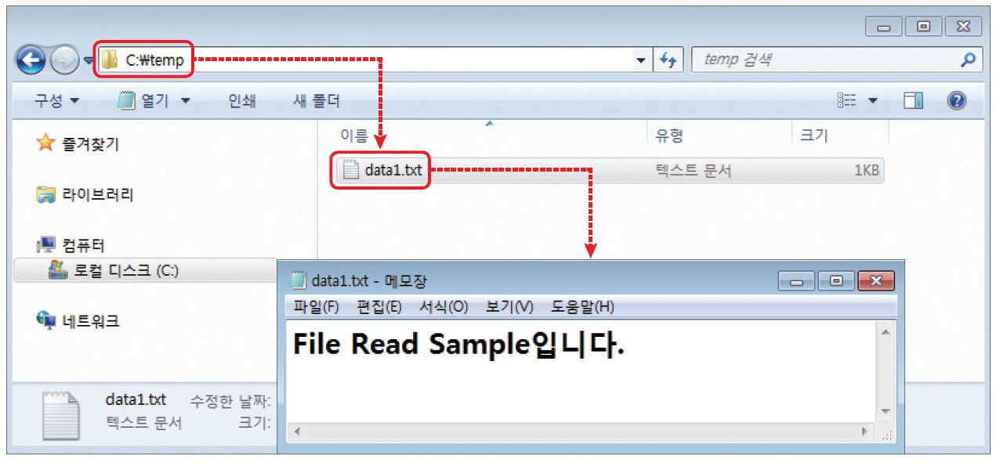 C:₩temp
temp 검색
구성 열기 인쇄 새 폴더
즐겨찾기
라이브러리
컴퓨터
로컬 디스크 (C:)
네트워크
이름 유형 크기
data1.txt 텍스트 문서 1KB
data1.txt - 메모장
파일(F) 편집(E) 서식(O) 보기(V) 도움말(H)
File Read Sample입니다.
data1.txt 수정한 날짜:
텍스트 문서 크기: